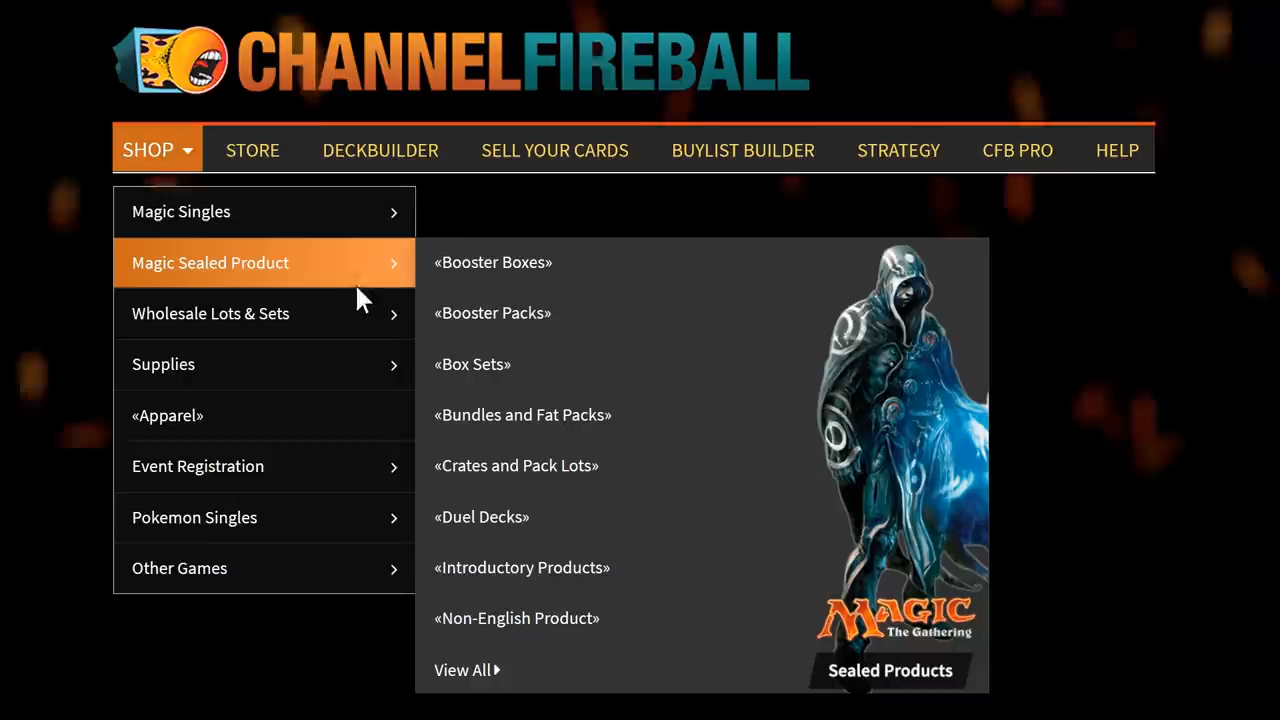 CHANNELFIREBALL
SHOP STORE DECKBUILDER SELL YOUR CARDS BUYLIST BUILDER STRATEGY CFB PRO HELP
Magic Singles
Magic Sealed Product
Wholesale Lots & Sets
Supplies
«Apparel»
Event Registration
Pokemon Singles
Other Games
«Booster Boxes»
«Booster Packs»
«Box Sets»
«Bundles and Fat Packs»
«Crates and Pack Lots»
«Duel Decks»
«Introductory Products»
«Non-English Product»
View All
MAGIC
The Gathering
Sealed Products